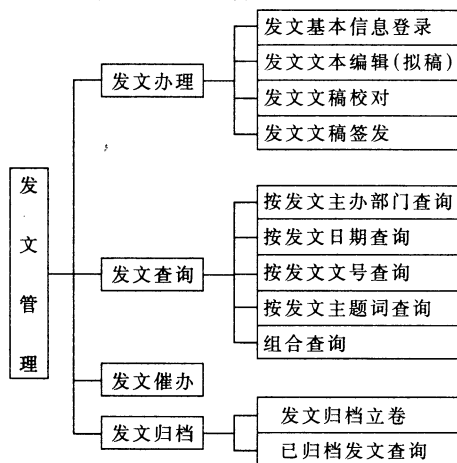 发文管理
发文办理
发文基本信息登录
发文文本编辑(拟稿)
发文文稿校对
发文文稿签发
发文查询
按发文主办部门查询
按发文日期查询
按发文文号查询
按发文主题词查询
组合查询
发文催办
发文归档
发文归档立卷
已归档发文查询